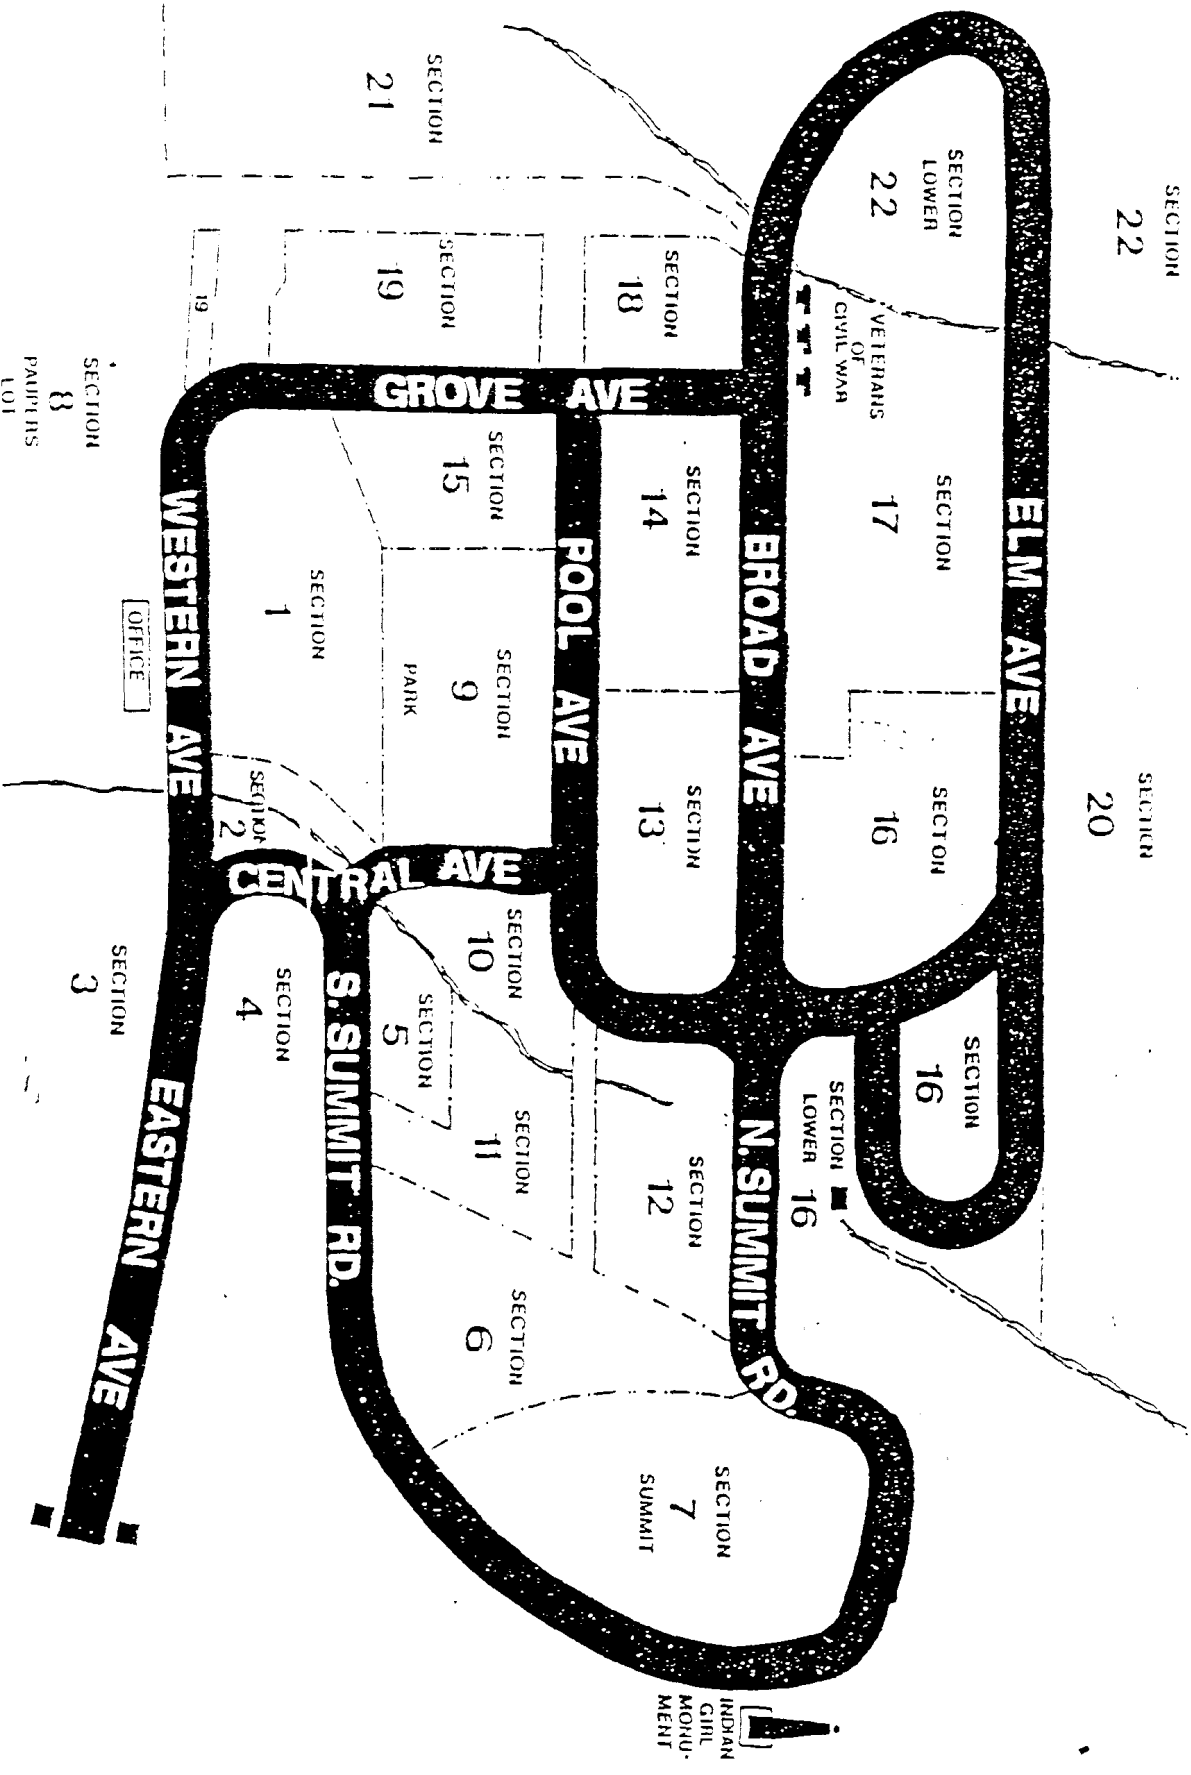 SECTION
22
SECTION
20
ELM AVE
SECTION
LOWER
22
VETERANS
OF
CIVIL WAR
SECTION
17
SECTON
16
SECTION
16
SECTION
LOWER 16
BROAD AVE
N. SUMMIT RD.
SECTION
18
SECTION
14
SECTION
13
SECTION
12
SECTION
7
SUMMIT
INDIAN
GIRL
MONU-
MENT
GROVE AVE
POOL AVE
SECTION
21
SECTION
19
19
SECTION
15
SECTION
9
PARK
SECTION
10
SECTION
11
SECTION
6
SECTION
5
CENTRAL AVE
S. SUMMIT RD.
SECTION
1
SECTION
2
SECTION
4
WESTERN AVE
EASTERN AVE
OFFICE
SECTION
3
SECTION
8
PAUPERS
LOT